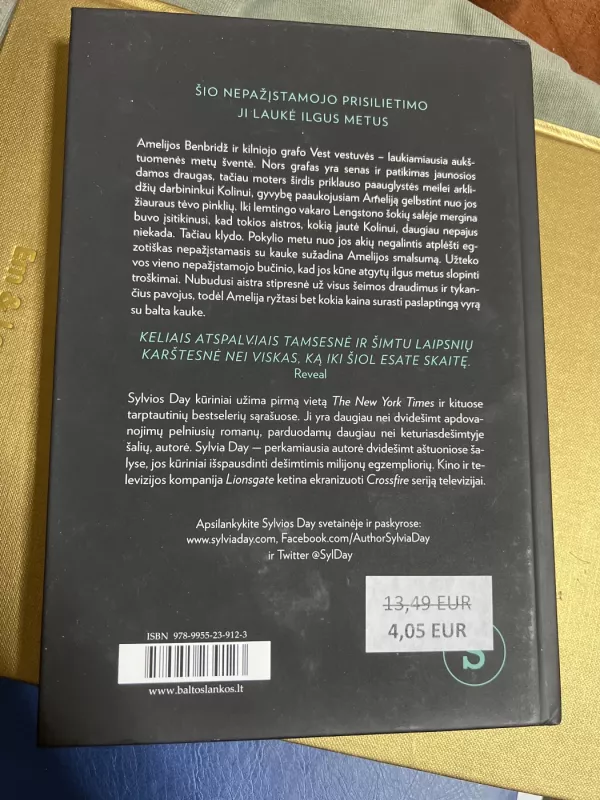 ŠIO NEPAŽĮSTAMOJO PRISILIETIMO
JI LAUKĖ ILGUS METUS
Amelijos Benbridž ir kilniojo grafo Vest vestuvės – laukiamiausia aukš-
tuomenės metų šventė. Nors grafas yra senas ir patikimas jaunosios
damos draugas, tačiau moters širdis priklauso paauglystės meilei arkli-
džių darbininkui Kolinui, gyvybę paaukojusiam Ameliją gelbstint nuo jos
žiauraus tėvo pinklių. Iki lemtingo vakaro Lengstono šokių salėje mergina
buvo įsitikinusi, kad tokios aistros, kokią jautė Kolinui, daugiau nepajus
niekada. Tačiau klydo. Pokylio metu nuo jos akių negalintis atplėšti eg-
zotiškas nepažįstamasis su kauke sužadina Amelijos smalsumą. Užteko
vos vieno nepažįstamojo bučinio, kad jos kūne atgytų ilgus metus slopinti
troškimai. Nubudusi aistra stipresnė už visus šeimos draudimus ir tykan-
čius pavojus, todėl Amelija ryžtasi bet kokia kaina surasti paslaptingą vyrą
su balta kauke.
KELIAIS ATSPALVIAIS TAMSESNĖ IR ŠIMTU LAIPSNIŲ
KARŠTESNĖ NEI VISKAS, KĄ IKI ŠIOL ESATE SKAITĘ.
Reveal
Sylvios Day kūriniai užima pirmą vietą The New York Times ir kituose
tarptautinių bestselerių sąrašuose. Ji yra daugiau nei dvidešimt apdova-
nojimų pelniusių romanų, parduodamų daugiau nei keturiasdešimtyje
šalių, autorė. Sylvia Day — perkamiausia autorė dvidešimt aštuoniose ša-
lyse, jos kūriniai išspausdinti dešimtimis milijonų egzempliorių. Kino ir te-
levizijos kompanija Lionsgate ketina ekranizuoti Crossfire seriją televizijai.
Apsilankykite Sylvios Day svetainėje ir paskyrose:
www.sylviaday.com, Facebook.com/AuthorSylviaDay
ir Twitter @SylDay
13,49 EUR
4,05 EUR
S
ISBN 978-9955-23-912-3
www.baltoslankos.lt